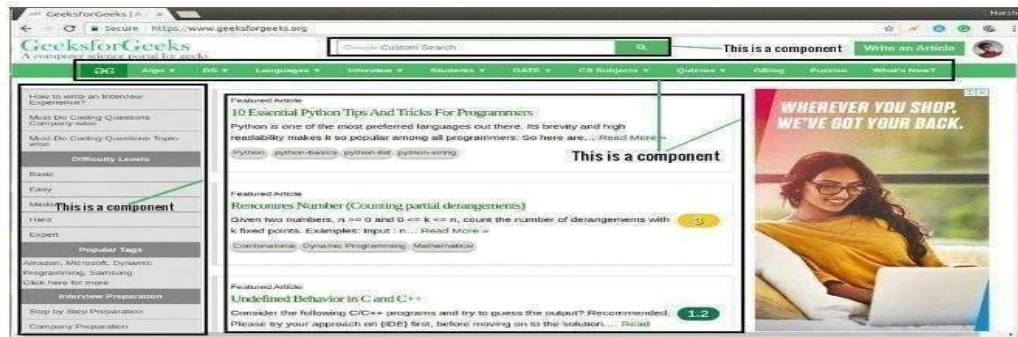 GeeksforGeeks | A c
Harsh
Secure https://www.geeksforgeeks.org
GeeksforGeeks
A computer science portal for geeks
Google Custom Search
This is a component
Write an Article
Algo DS Languages Interview Students GATE CS Subjects Quizzes GBlog Puzzles What's New?
How to write an Interview
Experience?
Must Do Coding Questions
Company-wise
Must Do Coding Questions Topic-
wise
Difficulty Levels
Basic
Easy
This is a component
Hard
Expert
Popular Tags
Amazon, Microsoft, Dynamic
Programming, Samsung
Click here for more
Interview Preparation
Step by Step Preparation
Company Preparation
Featured Article
10 Essential Python Tips And Tricks For Programmers
Python is one of the most preferred languages out there. Its brevity and high
readability makes it so popular among all programmers. So here are... Read More »
Python python-basics python-list python-string
This is a component
Featured Article
Rencontres Number (Counting partial derangements)
Given two numbers, n >= 0 and 0 <= k <= n, count the number of derangements with
k fixed points. Examples: Input : n... Read More »
3
Combinatorial Dynamic Programming Mathematical
Featured Article
Undefined Behavior in C and C++
Consider the following C/C++ programs and try to guess the output? Recommended:
Please try your approach on {IDE} first, before moving on to the solution.... Read
1.2
WHEREVER YOU SHOP,
WE'VE GOT YOUR BACK.